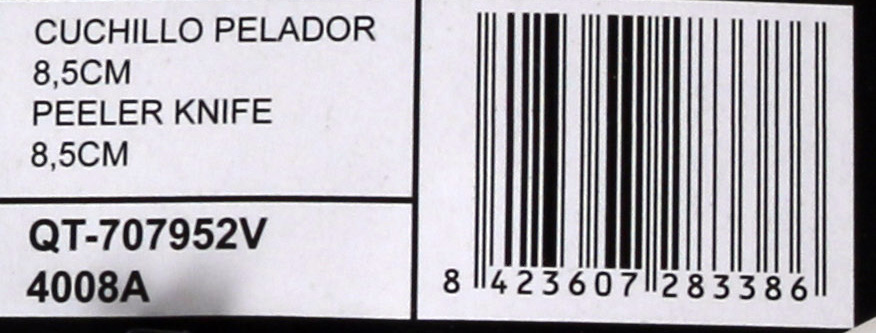 CUCHILLO PELADOR
8,5CM
PEELER KNIFE
8,5CM
QT-707952V
4008A
8 423607 283386